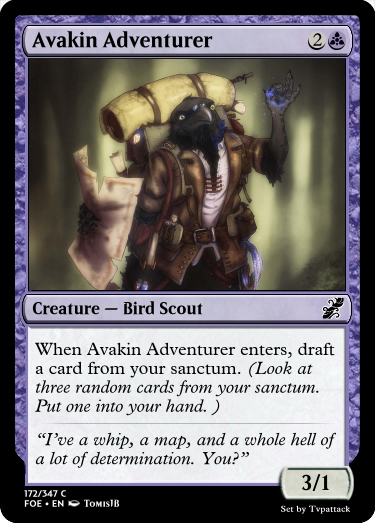 Avakin Adventurer 2
Creature — Bird Scout
When Avakin Adventurer enters, draft
a card from your sanctum. (Look at
three random cards from your sanctum.
Put one into your hand. )
“I’ve a whip, a map, and a whole hell of
a lot of determination. You?”
3/1
172/347 C
FOE • EN TomisJB
Set by Tvpattack